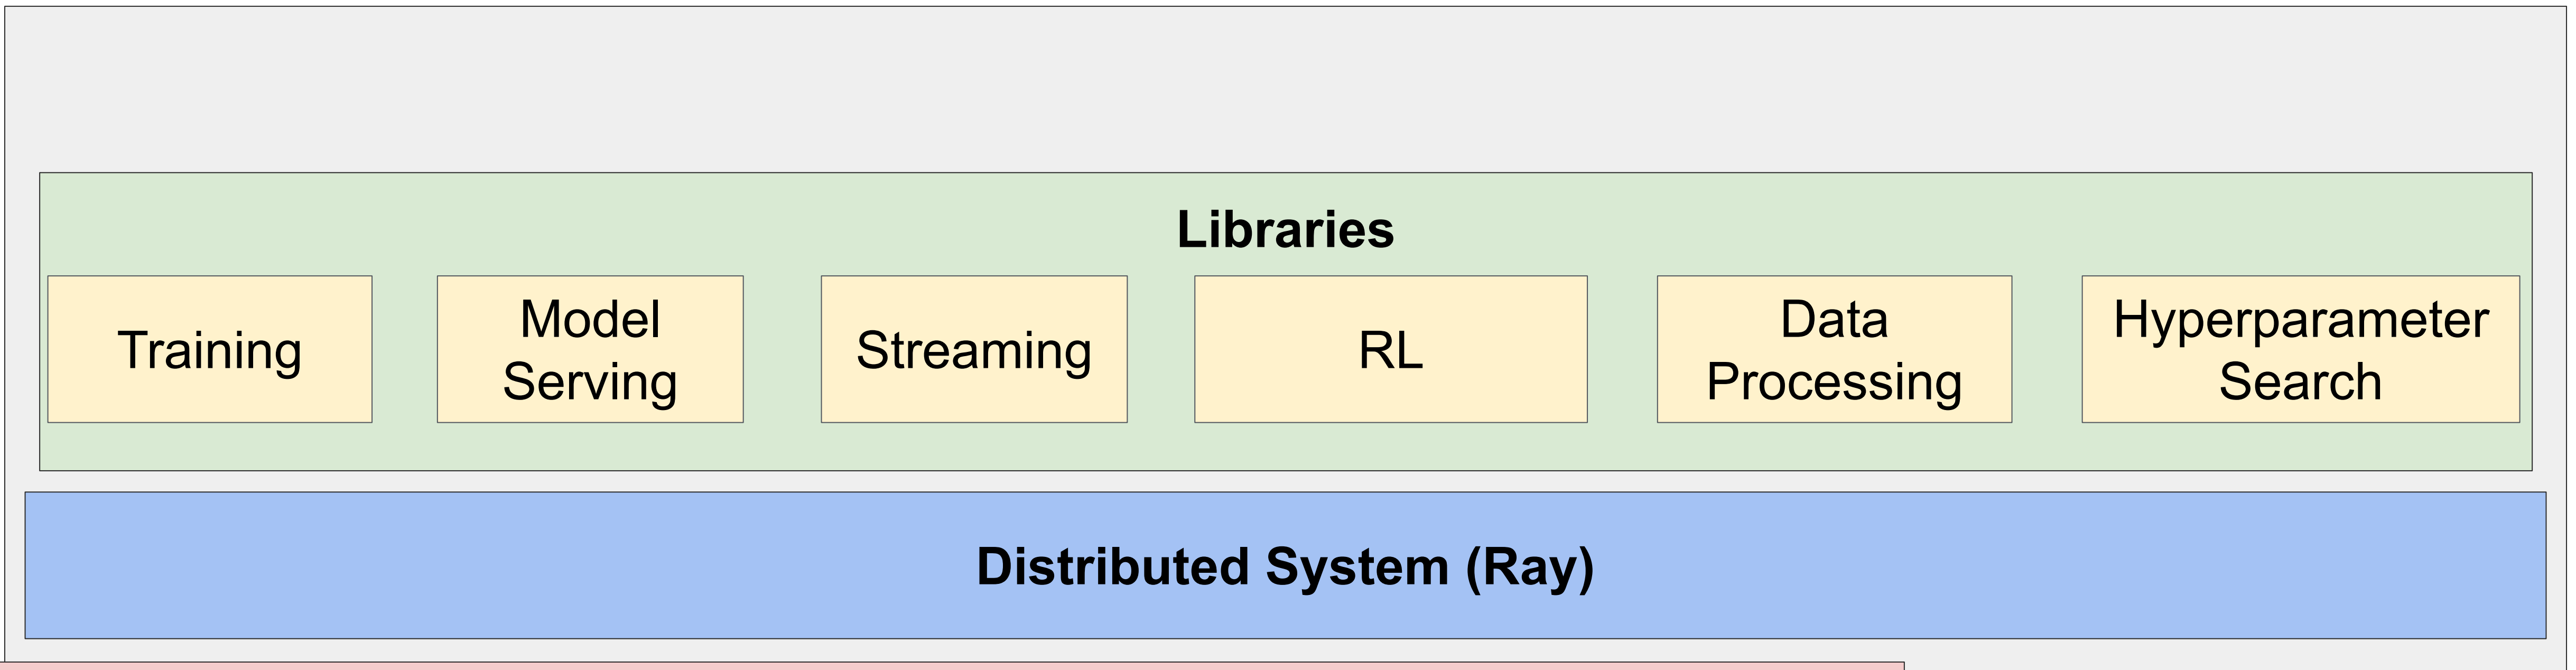 Libraries
Training
Model
Serving
Streaming
RL
Data
Processing
Hyperparameter
Search
Distributed System (Ray)